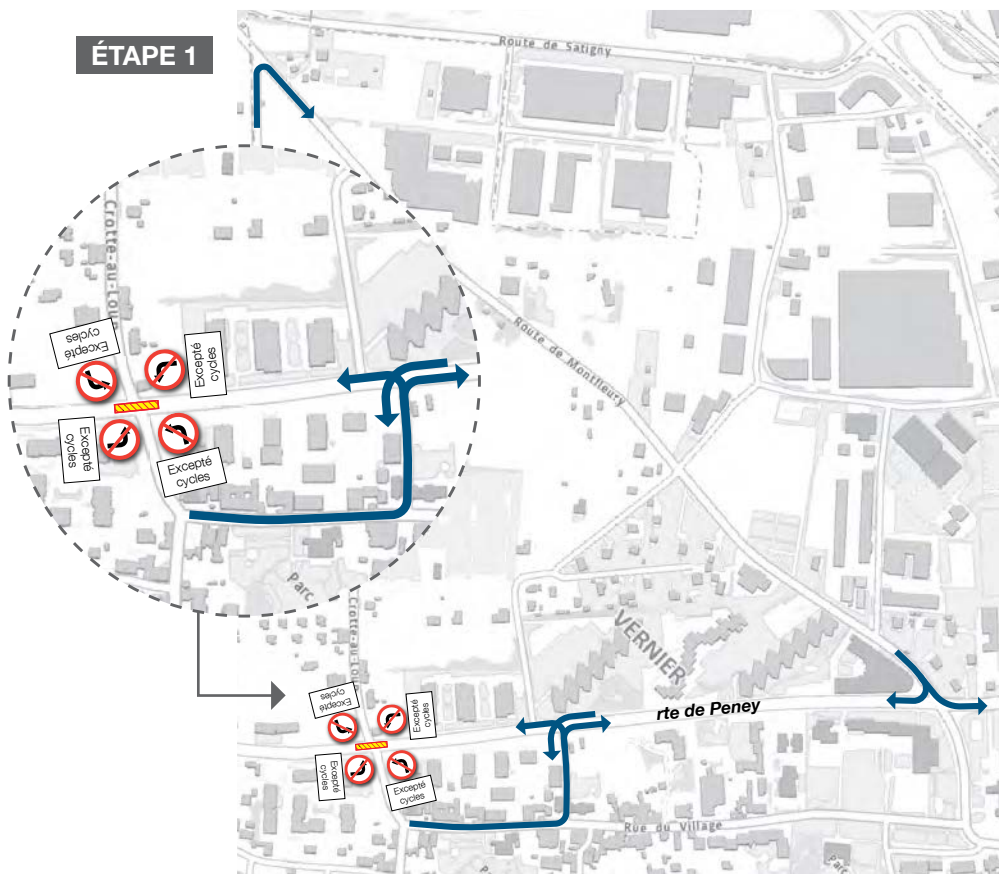 ÉTAPE 1
Route de Satigny
Crotte-au-Loup
Excepté
cycles
Excepté
cycles
Excepté
cycles
Excepté
cycles
Route de Montfleury
Parc
Crotte-au-Loup
VERNIER
Excepté
cycles
Excepté
cycles
rte de Peney
Excepté
cycles
Excepté
cycles
Rue du Village
Parc